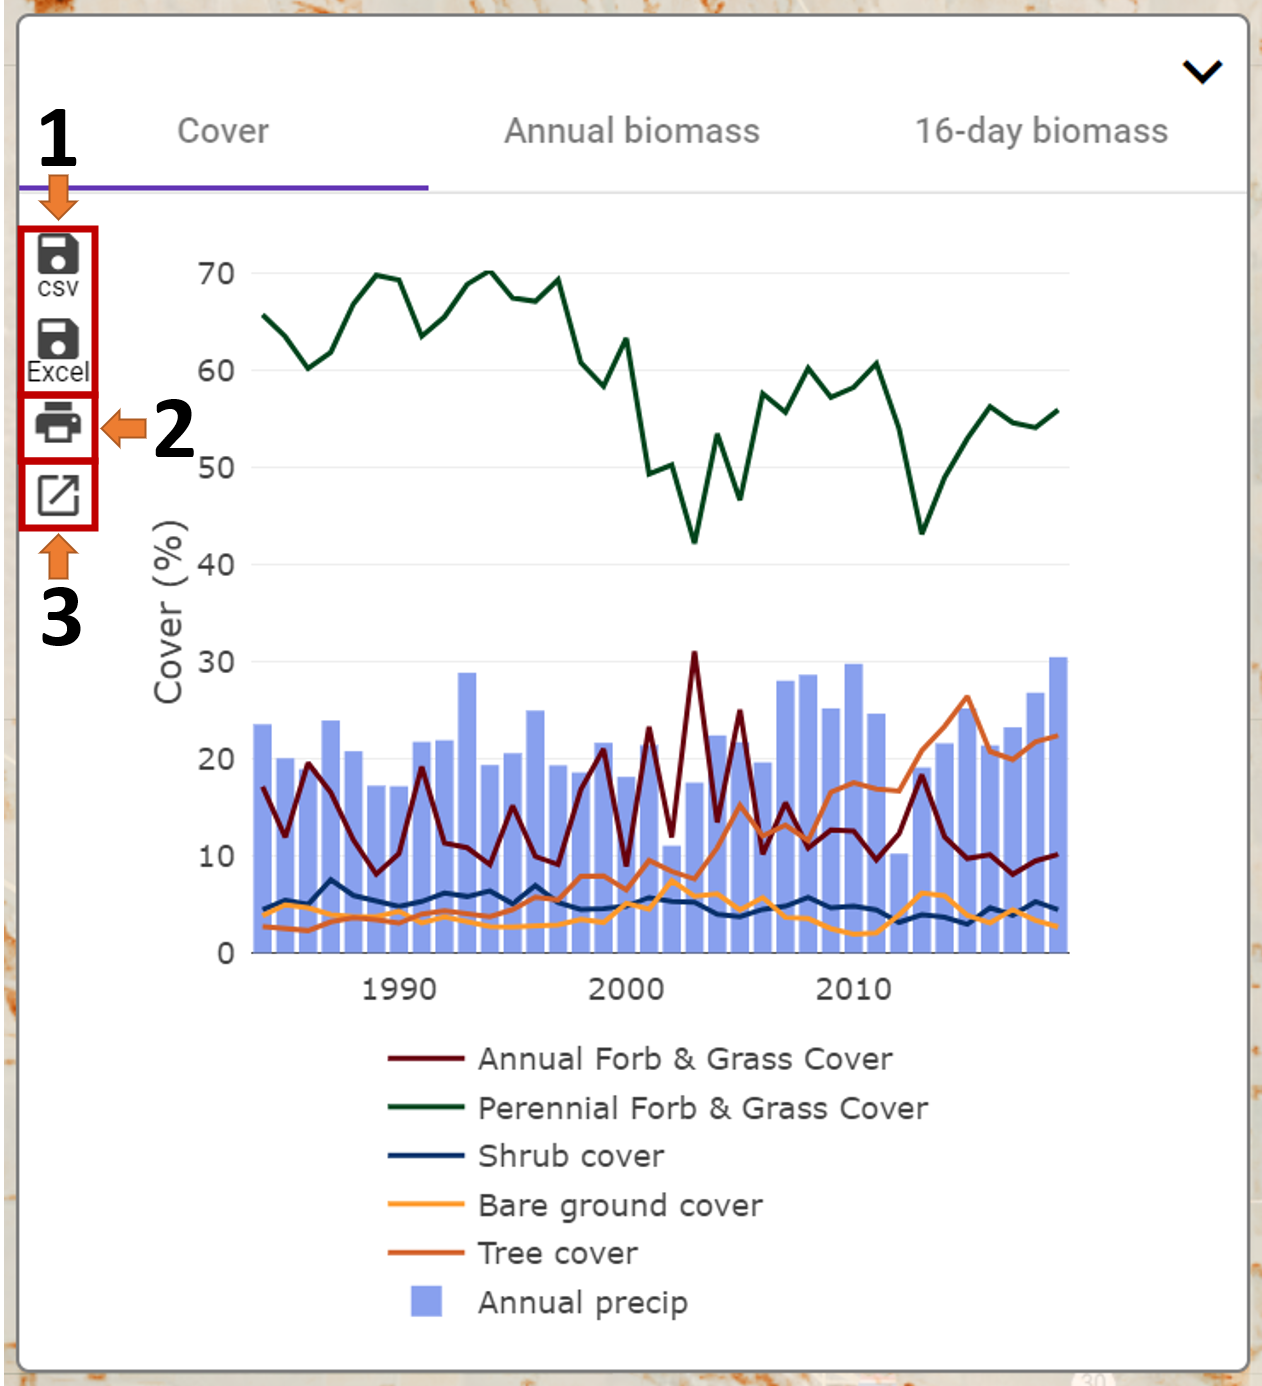 Cover Annual biomass 16-day biomass
1
csv
Excel
2
3
Cover (%)
70
60
50
40
30
20
10
0
1990 2000 2010
Annual Forb & Grass Cover
Perennial Forb & Grass Cover
Shrub cover
Bare ground cover
Tree cover
Annual precip
30